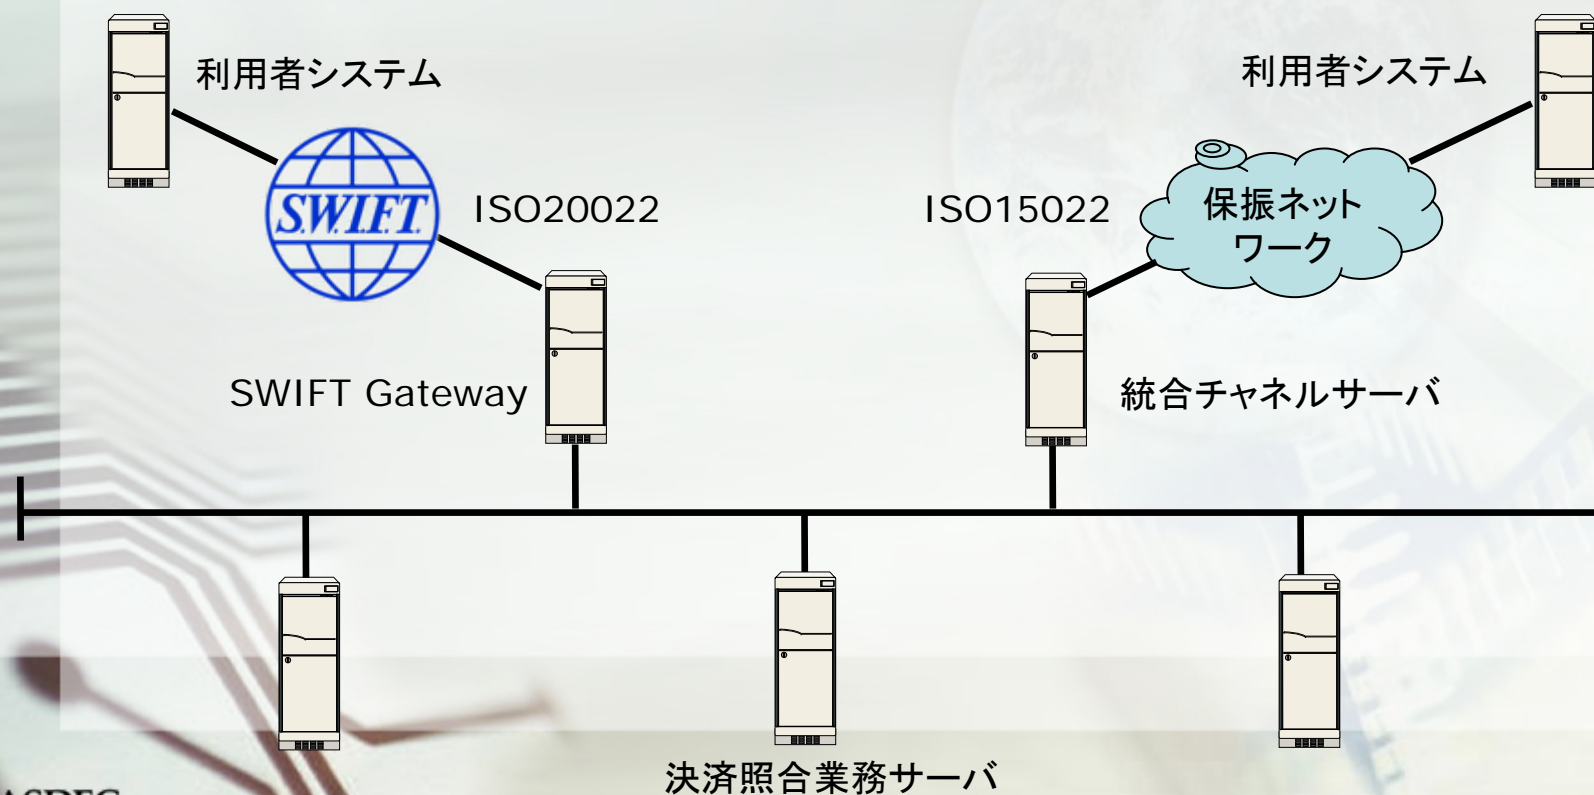 利用者システム
利用者システム
S.W.I.F.T.
ISO20022
ISO15022
保振ネット
ワーク
SWIFT Gateway
統合チャネルサーバ
決済照合業務サーバ